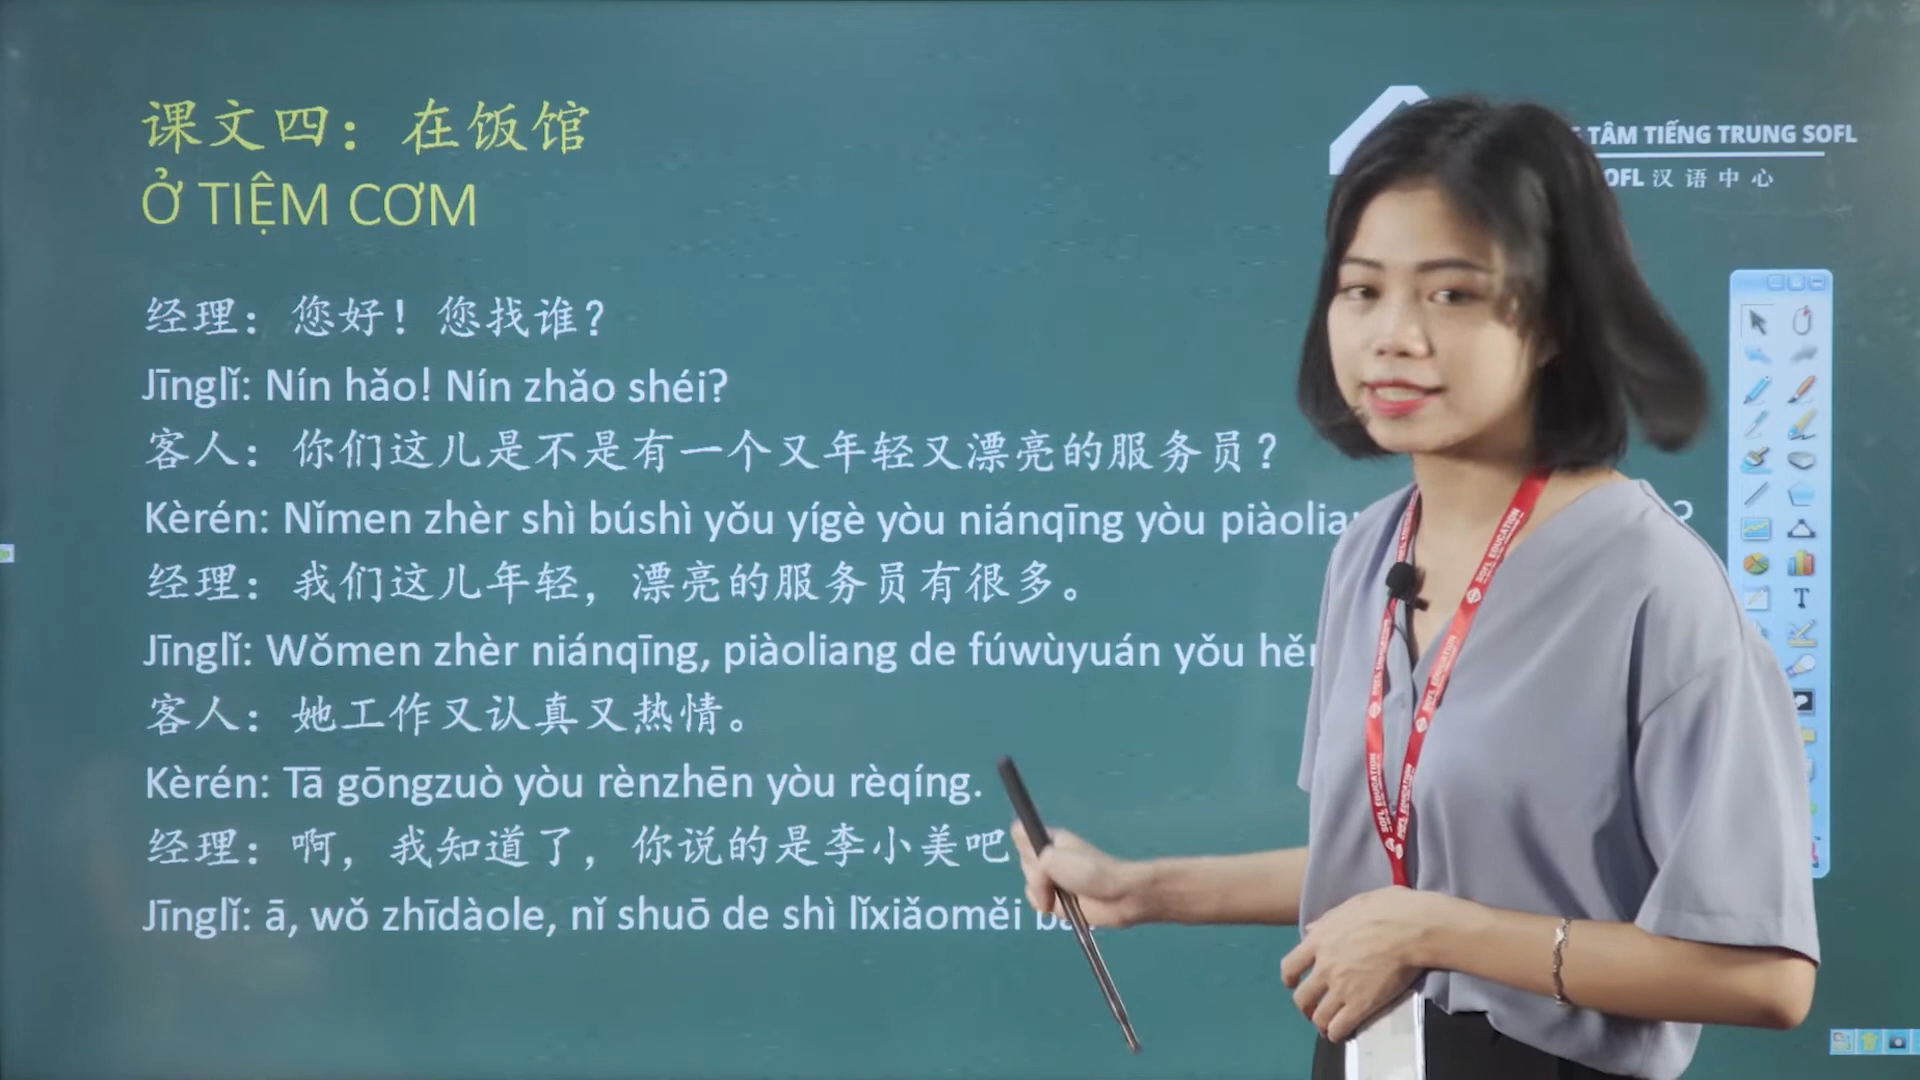 课文四：在饭馆
Ở TIỆM CƠM
TÂM TIẾNG TRUNG SOFL
SOFL 汉语中心
经理：您好！您找谁？
Jīnglǐ: Nín hǎo! Nín zhǎo shéi?
客人：你们这儿是不是有一个又年轻又漂亮的服务员？
Kèrén: Nǐmen zhèr shì búshì yǒu yígè yòu niánqīng yòu ?
经理：我们这儿年轻，漂亮的服务员有很多。
Jīnglǐ: Wǒmen zhèr niánqīng, piàoliang de fúwùyuán yǒu
客人：她工作又认真又热情。
Kèrén: Tā gōngzuò yòu rènzhēn yòu rèqíng.
经理：啊，我知道了，你说的是李小美吧
Jīnglǐ: ā, wǒ zhīdàole, nǐ shuō de shì lǐxiǎoměi
SOFL EDUCATION